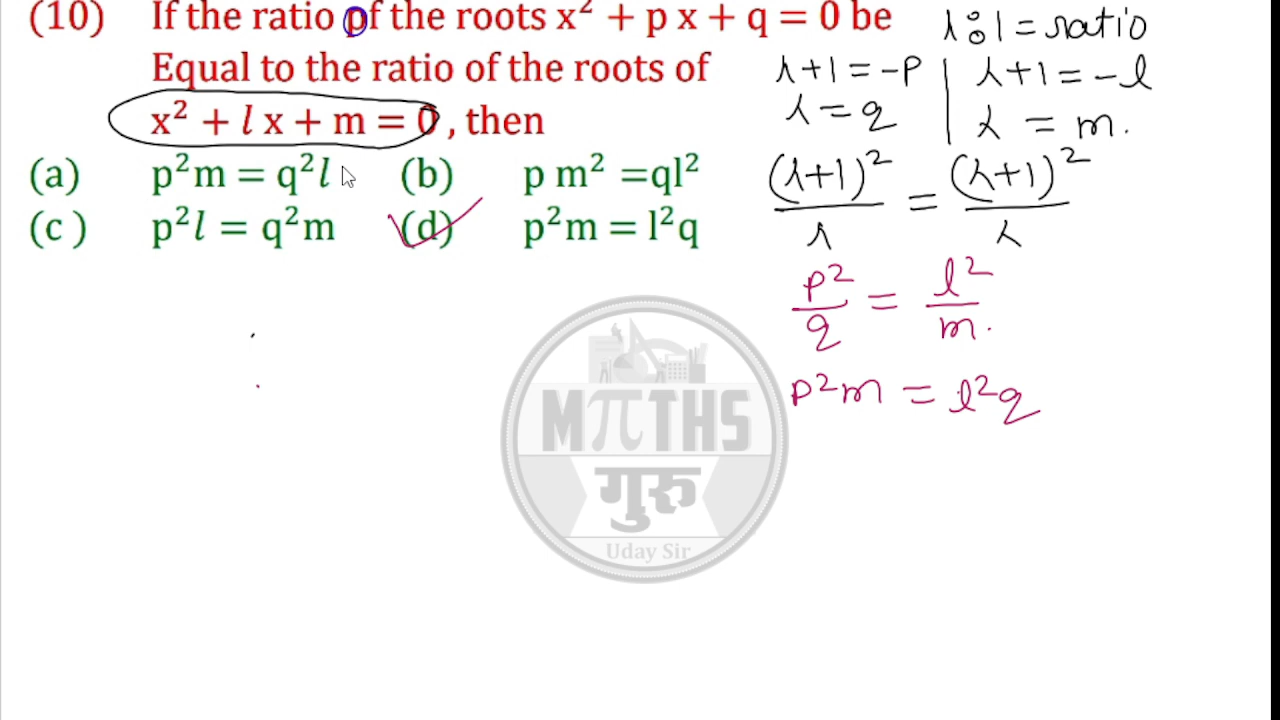 (10) If the ratio of the roots x² + p x + q = 0 be
Equal to the ratio of the roots of
x² + l x + m = 0 , then
(a) p²m = q²l (b) p m² =ql²
(c ) p²l = q²m (d) p²m = l²q
λ:1 = ratio
λ+1 = -p | λ+1 = -l
λ = q | λ = m.
(λ+1)²/λ = (λ+1)²/λ
p²/q = l²/m.
p²m = l²q
MπTHS
गुरु
Uday Sir